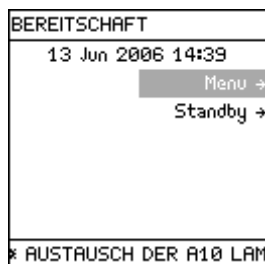 BEREITSCHAFT
13 Jun 2006 14:39
Menu →
Standby →
* AUSTAUSCH DER A10 LAM